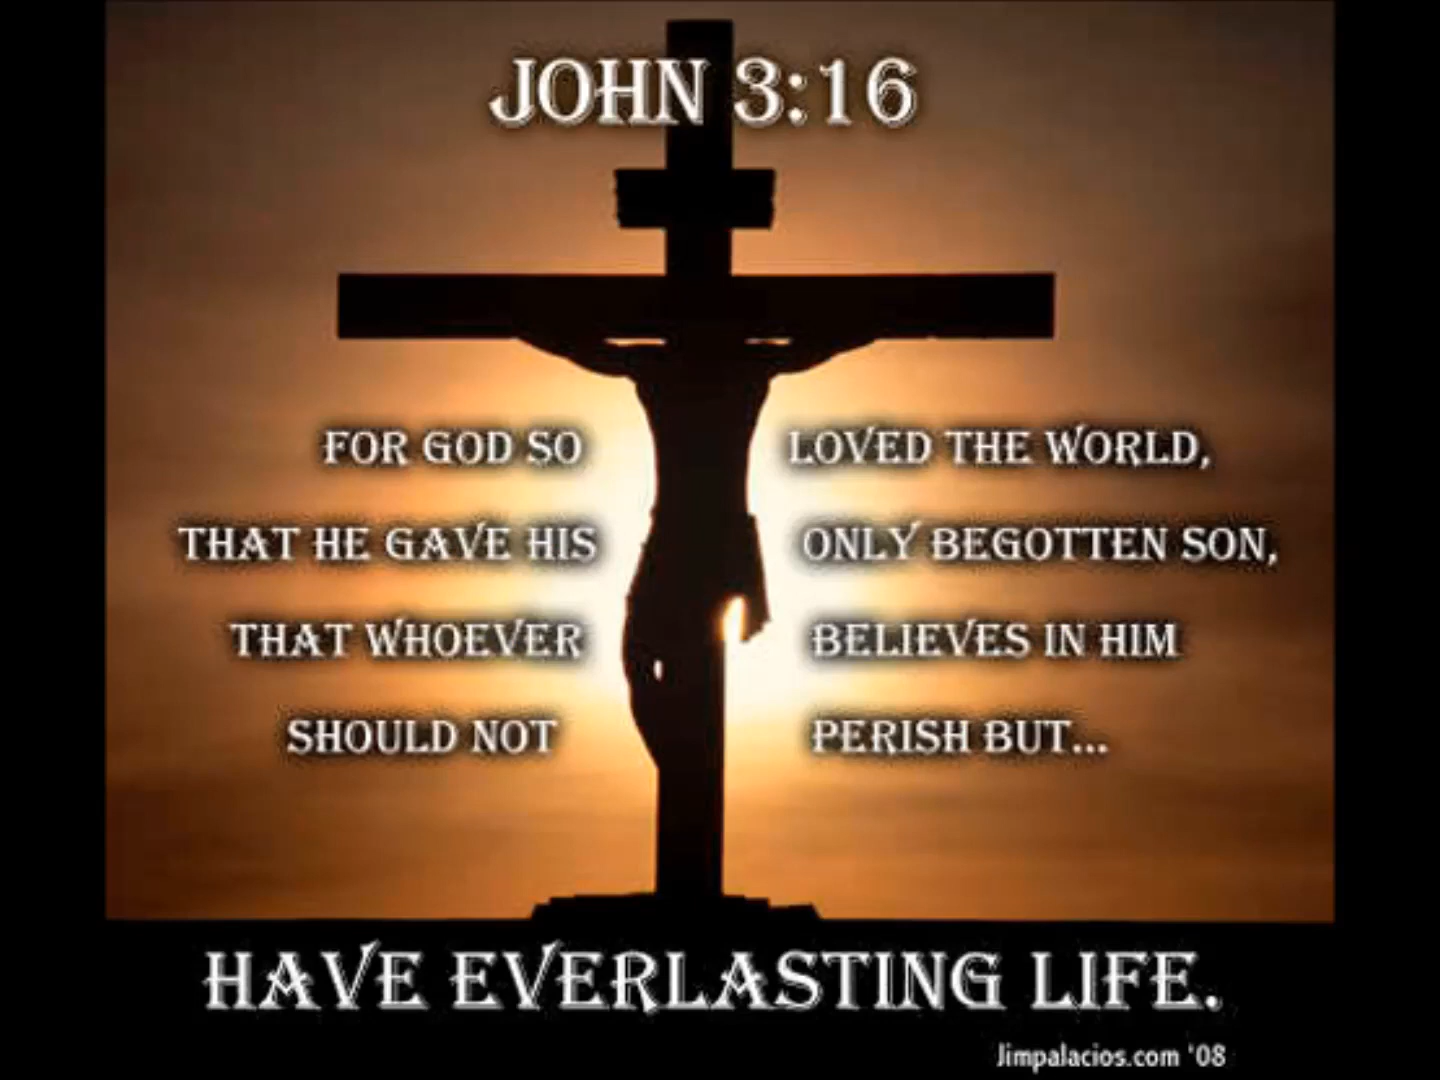 JOHN 3:16
FOR GOD SO LOVED THE WORLD,
THAT HE GAVE HIS ONLY BEGOTTEN SON,
THAT WHOEVER BELIEVES IN HIM
SHOULD NOT PERISH BUT...
HAVE EVERLASTING LIFE.
Jimpalacios.com '08